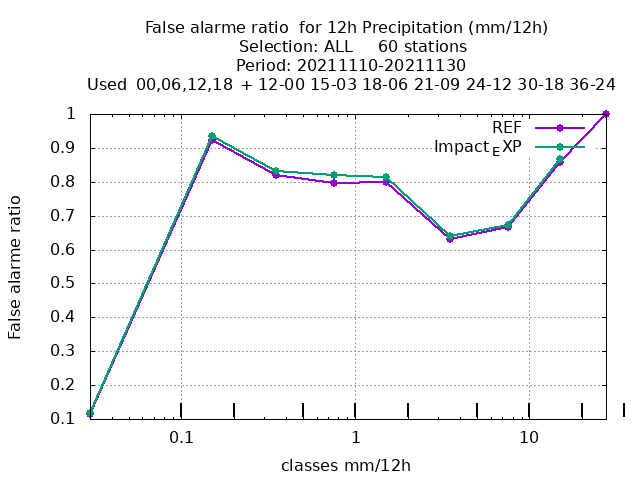 False alarme ratio  for 12h Precipitation (mm/12h)
Selection: ALL     60 stations
Period: 20211110-20211130
Used  00,06,12,18  + 12-00 15-03 18-06 21-09 24-12 30-18 36-24
REF
Impact_EXP
1
0.9
0.8
0.7
0.6
0.5
0.4
0.3
0.2
0.1
False alarme ratio
0.1
1
10
classes mm/12h